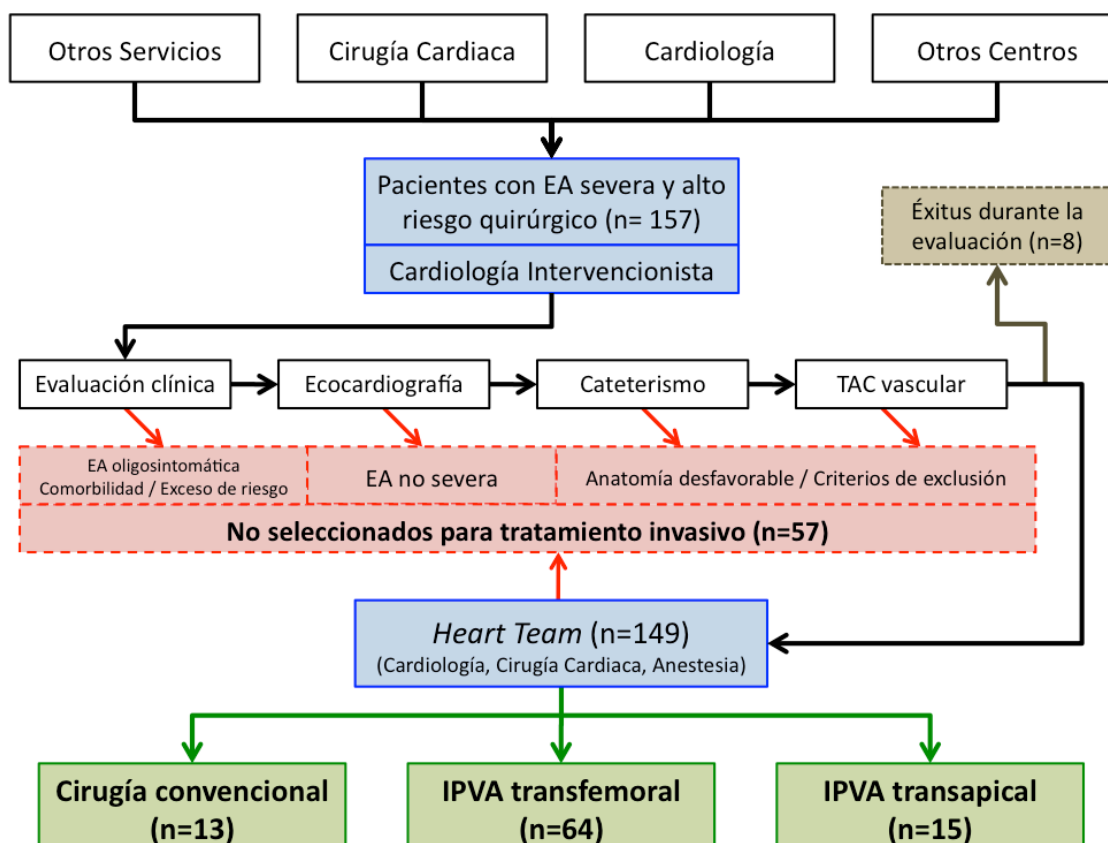 Otros Servicios
Cirugía Cardiaca
Cardiología
Otros Centros
Pacientes con EA severa y alto
riesgo quirúrgico (n= 157)
Cardiología Intervencionista
Éxitus durante la
evaluación (n=8)
Evaluación clínica
Ecocardiografía
Cateterismo
TAC vascular
EA oligosintomática
Comorbilidad / Exceso de riesgo
EA no severa
Anatomía desfavorable / Criterios de exclusión
No seleccionados para tratamiento invasivo (n=57)
Heart Team (n=149)
(Cardiología, Cirugía Cardiaca, Anestesia)
Cirugía convencional
(n=13)
IPVA transfemoral
(n=64)
IPVA transapical
(n=15)